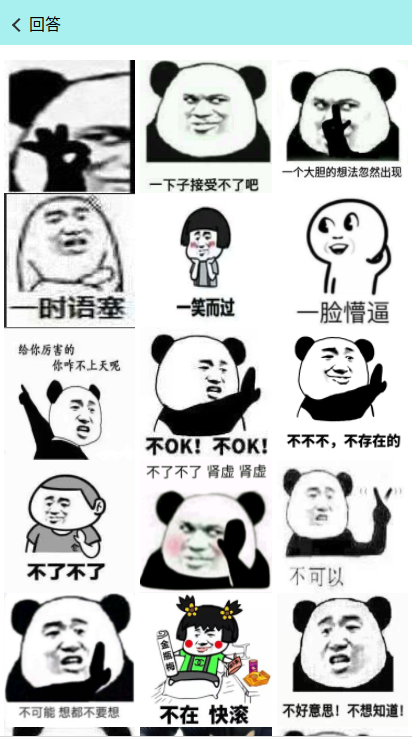 回答
一下子接受不了吧
一个大胆的想法忽然出现
一时语塞
一笑而过
一脸懵逼
给你厉害的
你咋不上天呢
不OK！不OK！
不不不，不存在的
不了不了
不了不了 肾虚 肾虚
不可以
不可能 想都不要想
金瓶梅
不在 快滚
不好意思！不想知道！